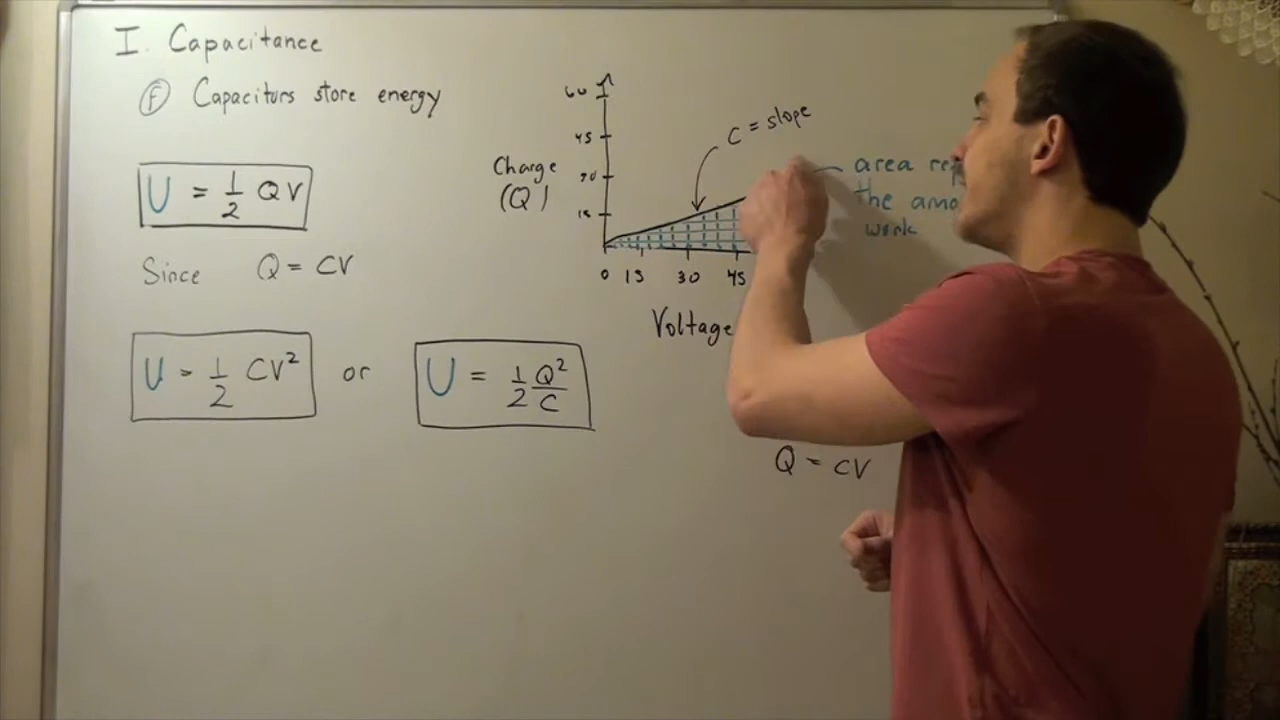 I. Capacitance
Ⓕ Capacitors store energy
U = 1/2 QV
Since Q = CV
U = 1/2 CV²
or
U = 1/2 Q²/C
60
45
30
15
Charge
(Q)
0 15 30 45
Voltage
C = slope
area
the
work
Q = CV